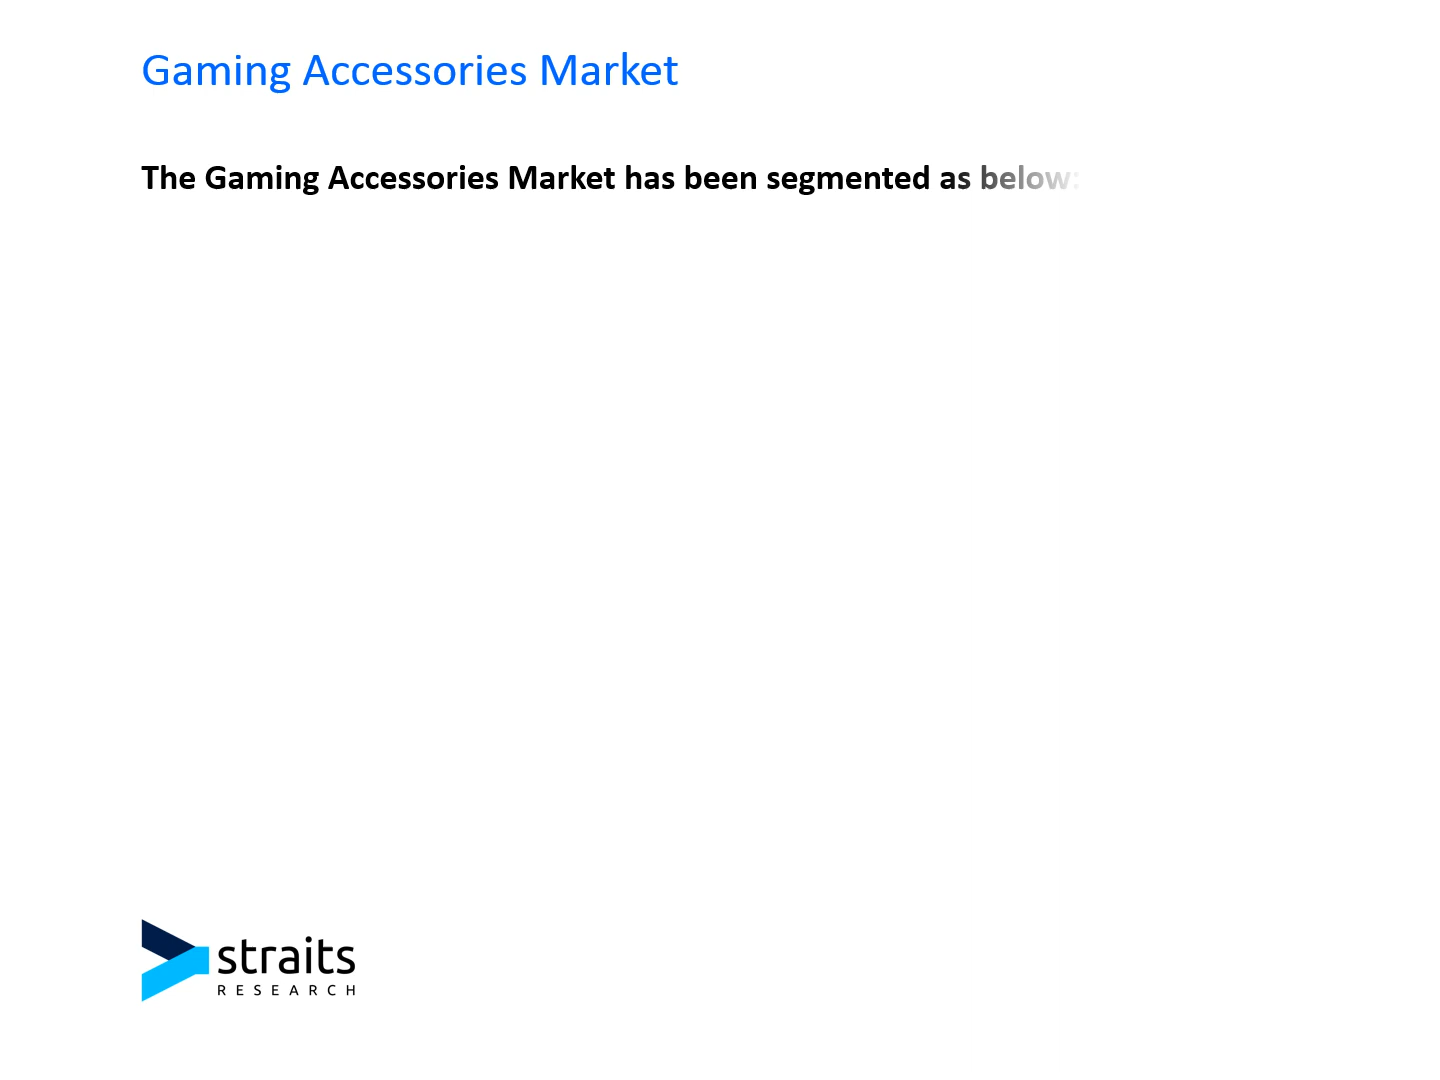 Gaming Accessories Market
The Gaming Accessories Market has been segmented as below:
straits
RESEARCH